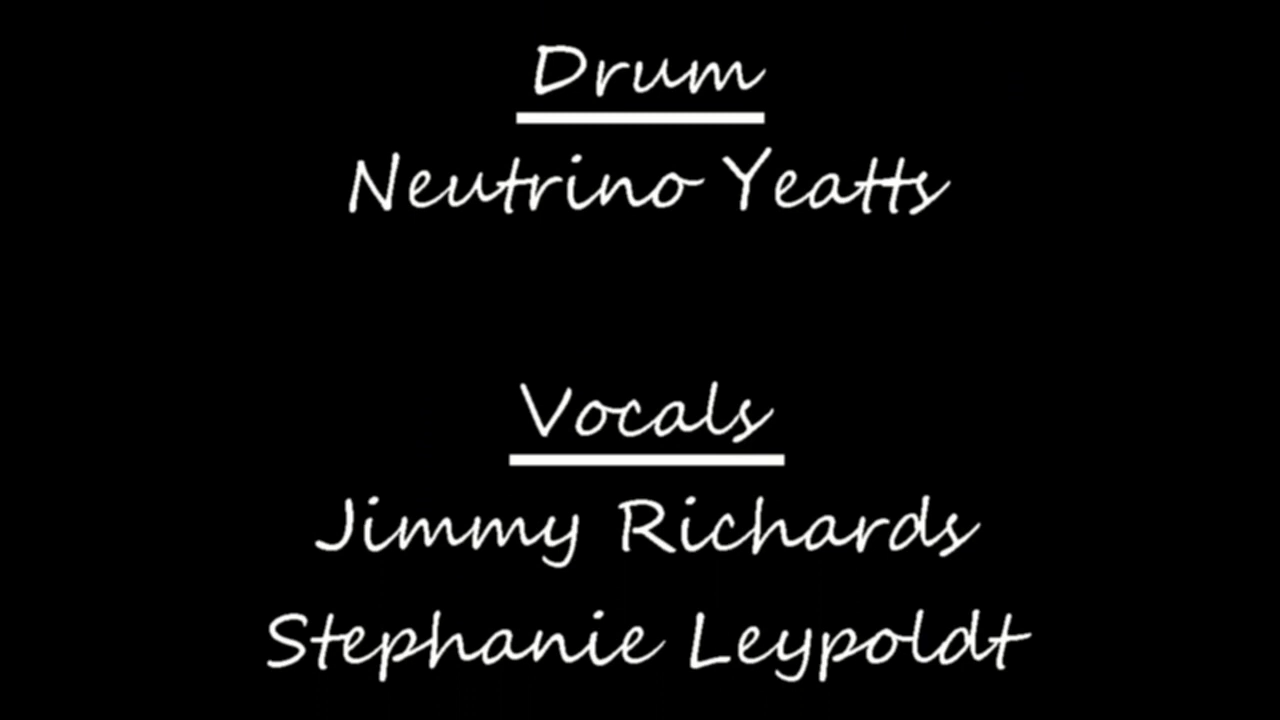 Drum
Neutrino Yeatts
Vocals
Jimmy Richards
Stephanie Leypoldt